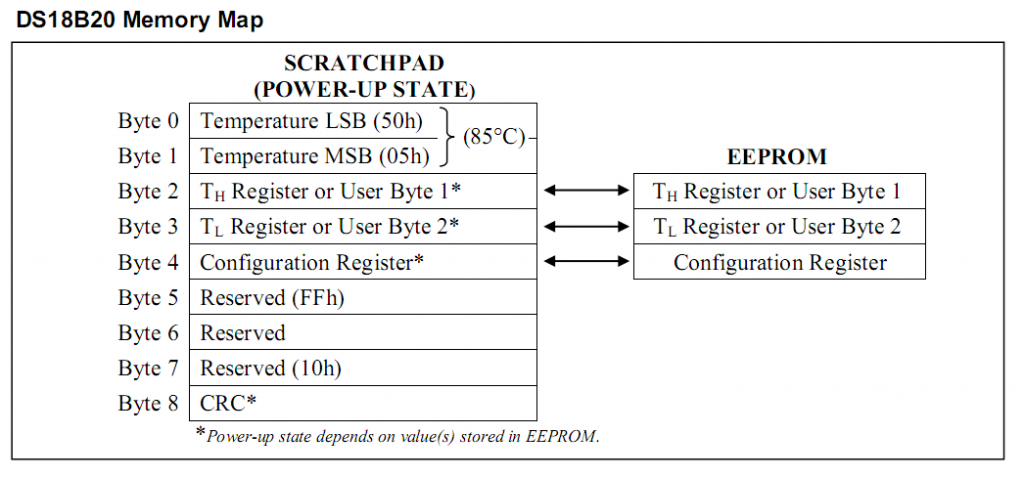 DS18B20 Memory Map
SCRATCHPAD
(POWER-UP STATE)
Byte 0 Temperature LSB (50h)
(85°C)
Byte 1 Temperature MSB (05h)
EEPROM
Byte 2 TH Register or User Byte 1* TH Register or User Byte 1
Byte 3 TL Register or User Byte 2* TL Register or User Byte 2
Byte 4 Configuration Register* Configuration Register
Byte 5 Reserved (FFh)
Byte 6 Reserved
Byte 7 Reserved (10h)
Byte 8 CRC*
*Power-up state depends on value(s) stored in EEPROM.